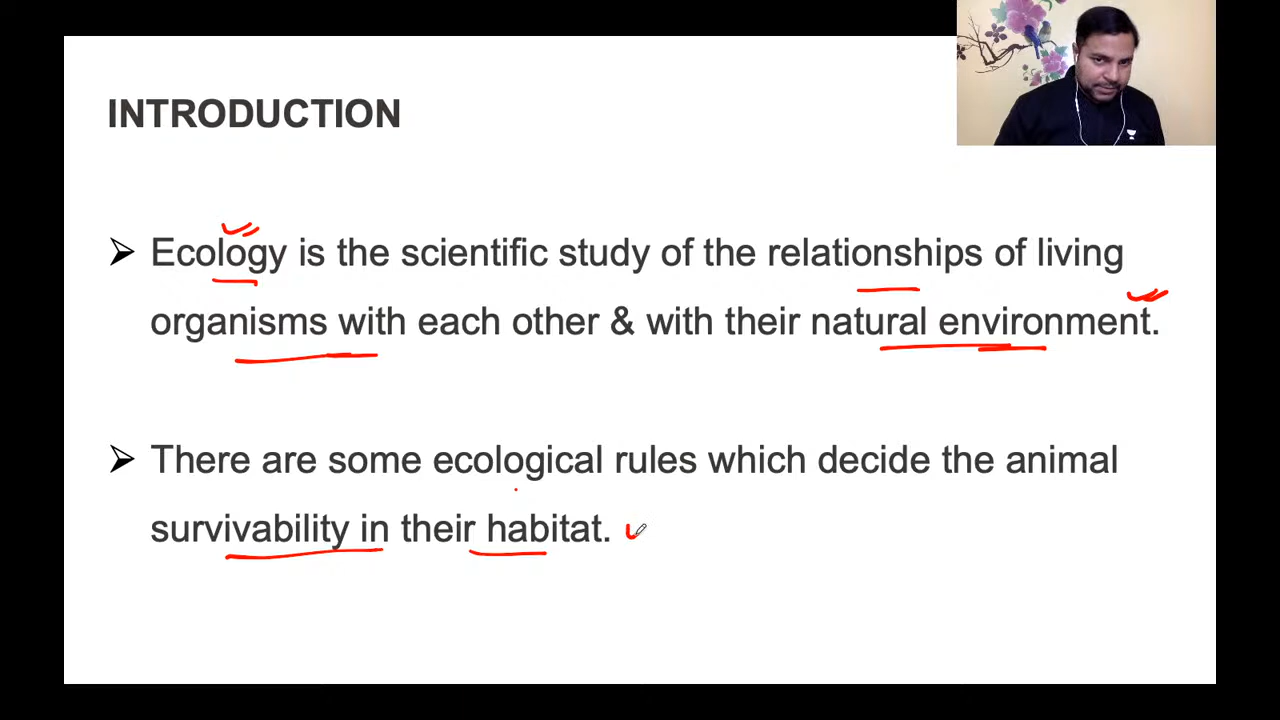 INTRODUCTION
➢ Ecology is the scientific study of the relationships of living
organisms with each other & with their natural environment.
➢ There are some ecological rules which decide the animal
survivability in their habitat.